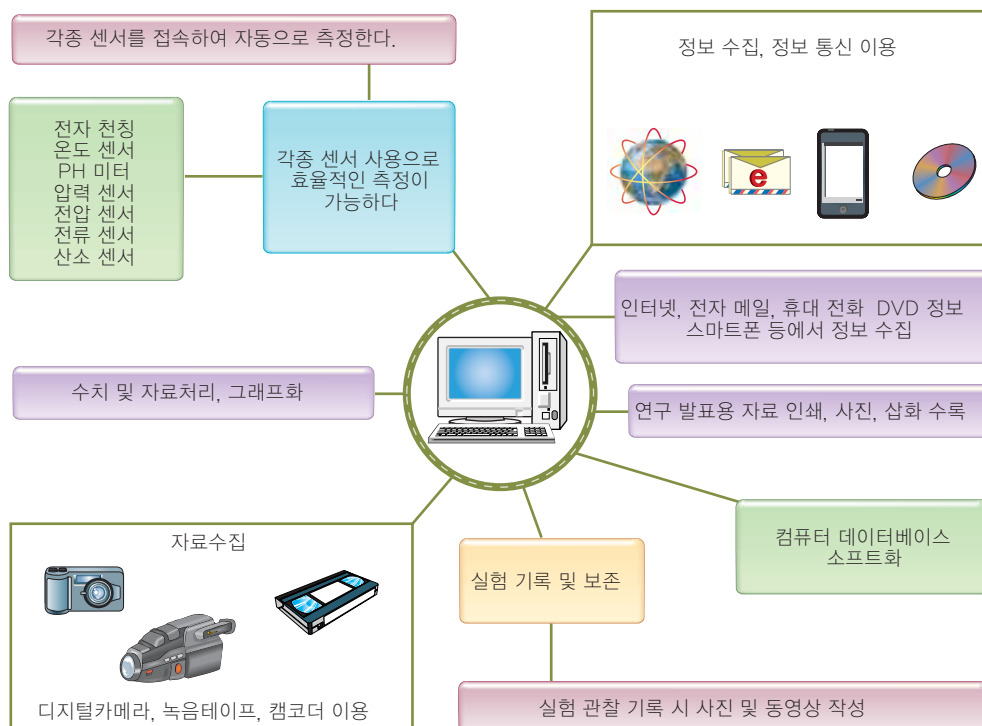 각종 센서를 접속하여 자동으로 측정한다.
전자 천칭
온도 센서
PH 미터
압력 센서
전압 센서
전류 센서
산소 센서
각종 센서 사용으로
효율적인 측정이
가능하다
정보 수집, 정보 통신 이용
e
인터넷, 전자 메일, 휴대 전화 DVD 정보
스마트폰 등에서 정보 수집
수치 및 자료처리, 그래프화
연구 발표용 자료 인쇄, 사진, 삽화 수록
컴퓨터 데이터베이스
소프트화
자료수집
디지털카메라, 녹음테이프, 캠코더 이용
실험 기록 및 보존
실험 관찰 기록 시 사진 및 동영상 작성